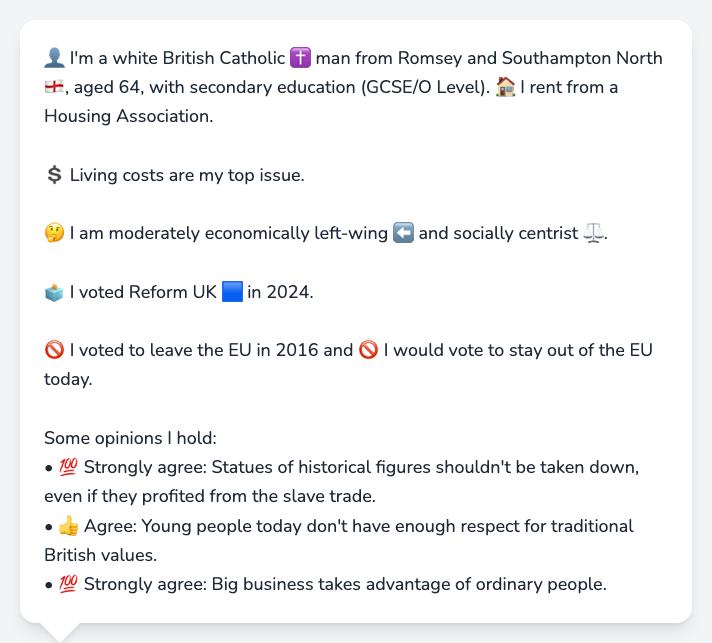 👤 I'm a white British Catholic ✝️ man from Romsey and Southampton North
🏴󠁧󠁢󠁥󠁮󠁧󠁿, aged 64, with secondary education (GCSE/O Level). 🏠 I rent from a
Housing Association.
💲 Living costs are my top issue.
🤔 I am moderately economically left-wing ⬅️ and socially centrist ⚖️.
🗳️ I voted Reform UK 🟦 in 2024.
🚫 I voted to leave the EU in 2016 and 🚫 I would vote to stay out of the EU
today.
Some opinions I hold:
• 💯 Strongly agree: Statues of historical figures shouldn't be taken down,
even if they profited from the slave trade.
• 👍 Agree: Young people today don't have enough respect for traditional
British values.
• 💯 Strongly agree: Big business takes advantage of ordinary people.